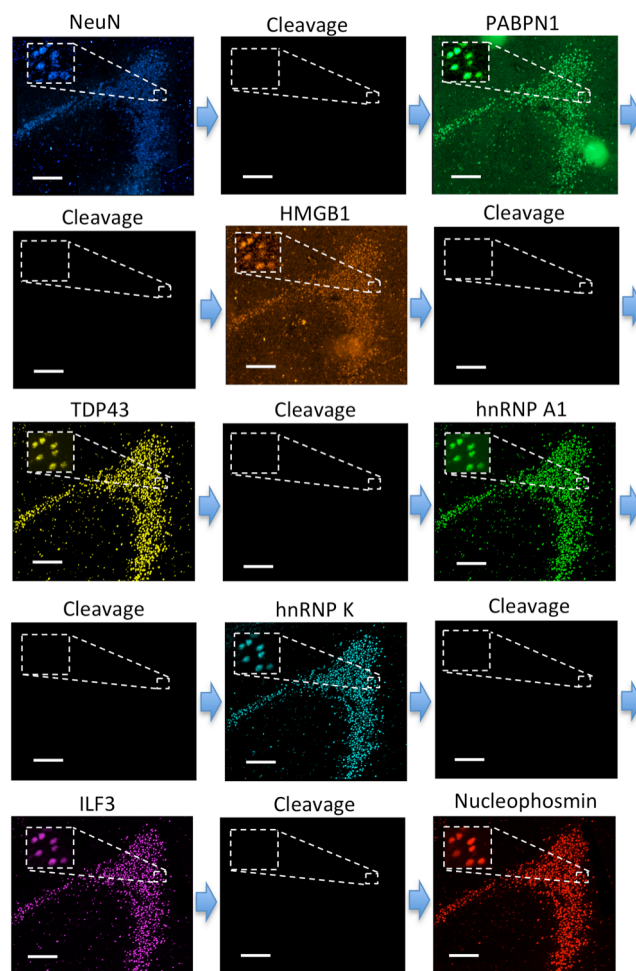 NeuN
Cleavage
PABPN1
Cleavage
HMGB1
Cleavage
TDP43
Cleavage
hnRNP A1
Cleavage
hnRNP K
Cleavage
ILF3
Cleavage
Nucleophosmin